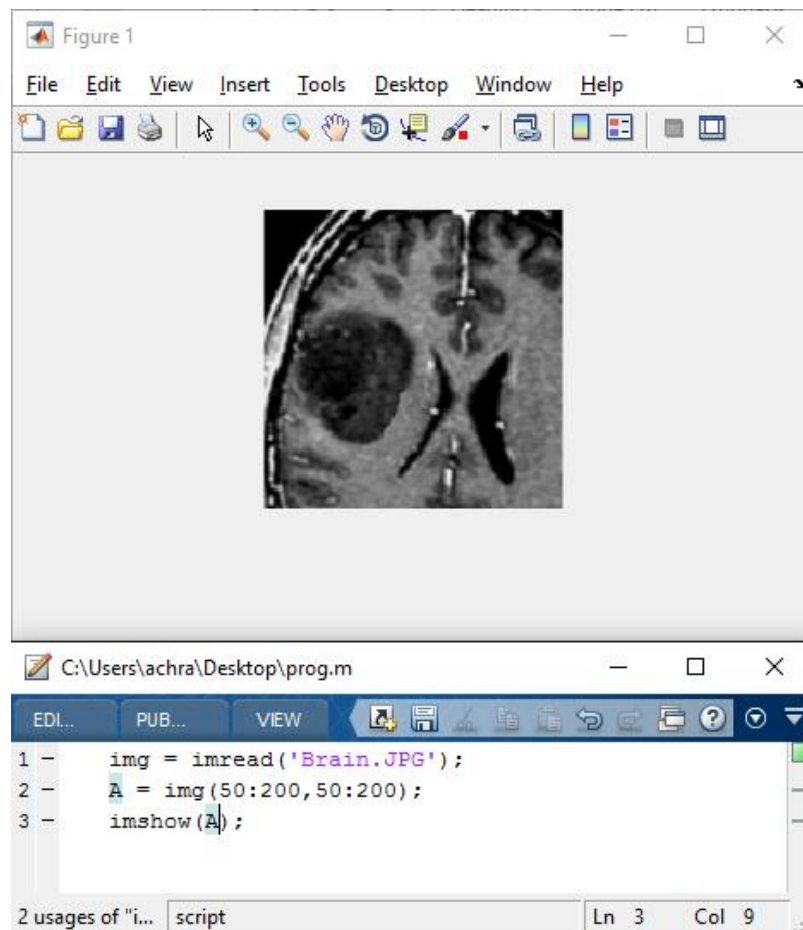 Figure 1
File Edit View Insert Tools Desktop Window Help
C:\Users\achra\Desktop\prog.m
EDI... PUB... VIEW
1 - img = imread('Brain.JPG');
2 - A = img(50:200,50:200);
3 - imshow(A);
2 usages of "i... script Ln 3 Col 9